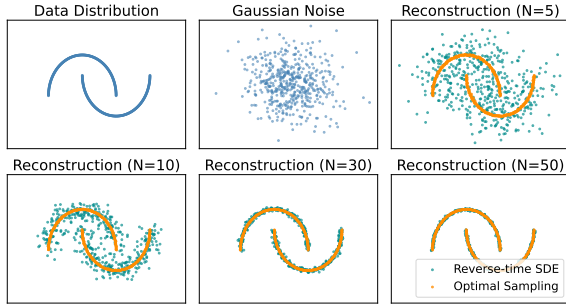 Data Distribution
Gaussian Noise
Reconstruction (N=5)
Reconstruction (N=10)
Reconstruction (N=30)
Reconstruction (N=50)
Reverse-time SDE
Optimal Sampling